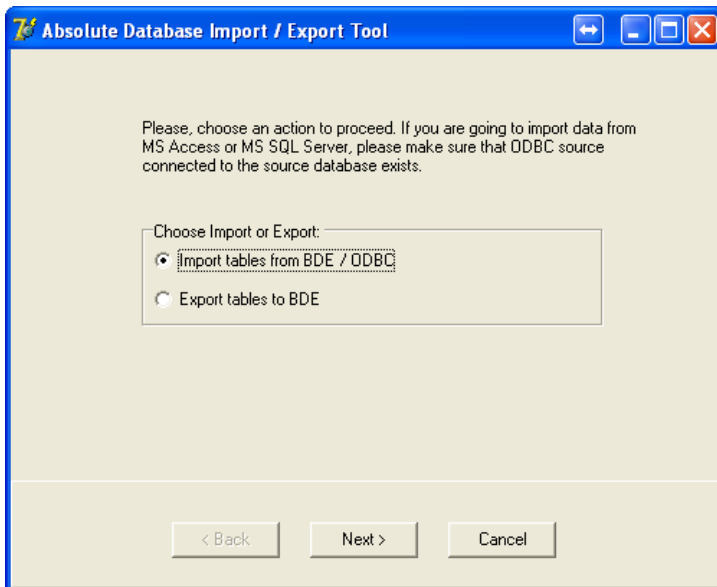 Absolute Database Import / Export Tool
Please, choose an action to proceed. If you are going to import data from
MS Access or MS SQL Server, please make sure that ODBC source
connected to the source database exists.
Choose Import or Export:
Import tables from BDE / ODBC
Export tables to BDE
< Back Next > Cancel